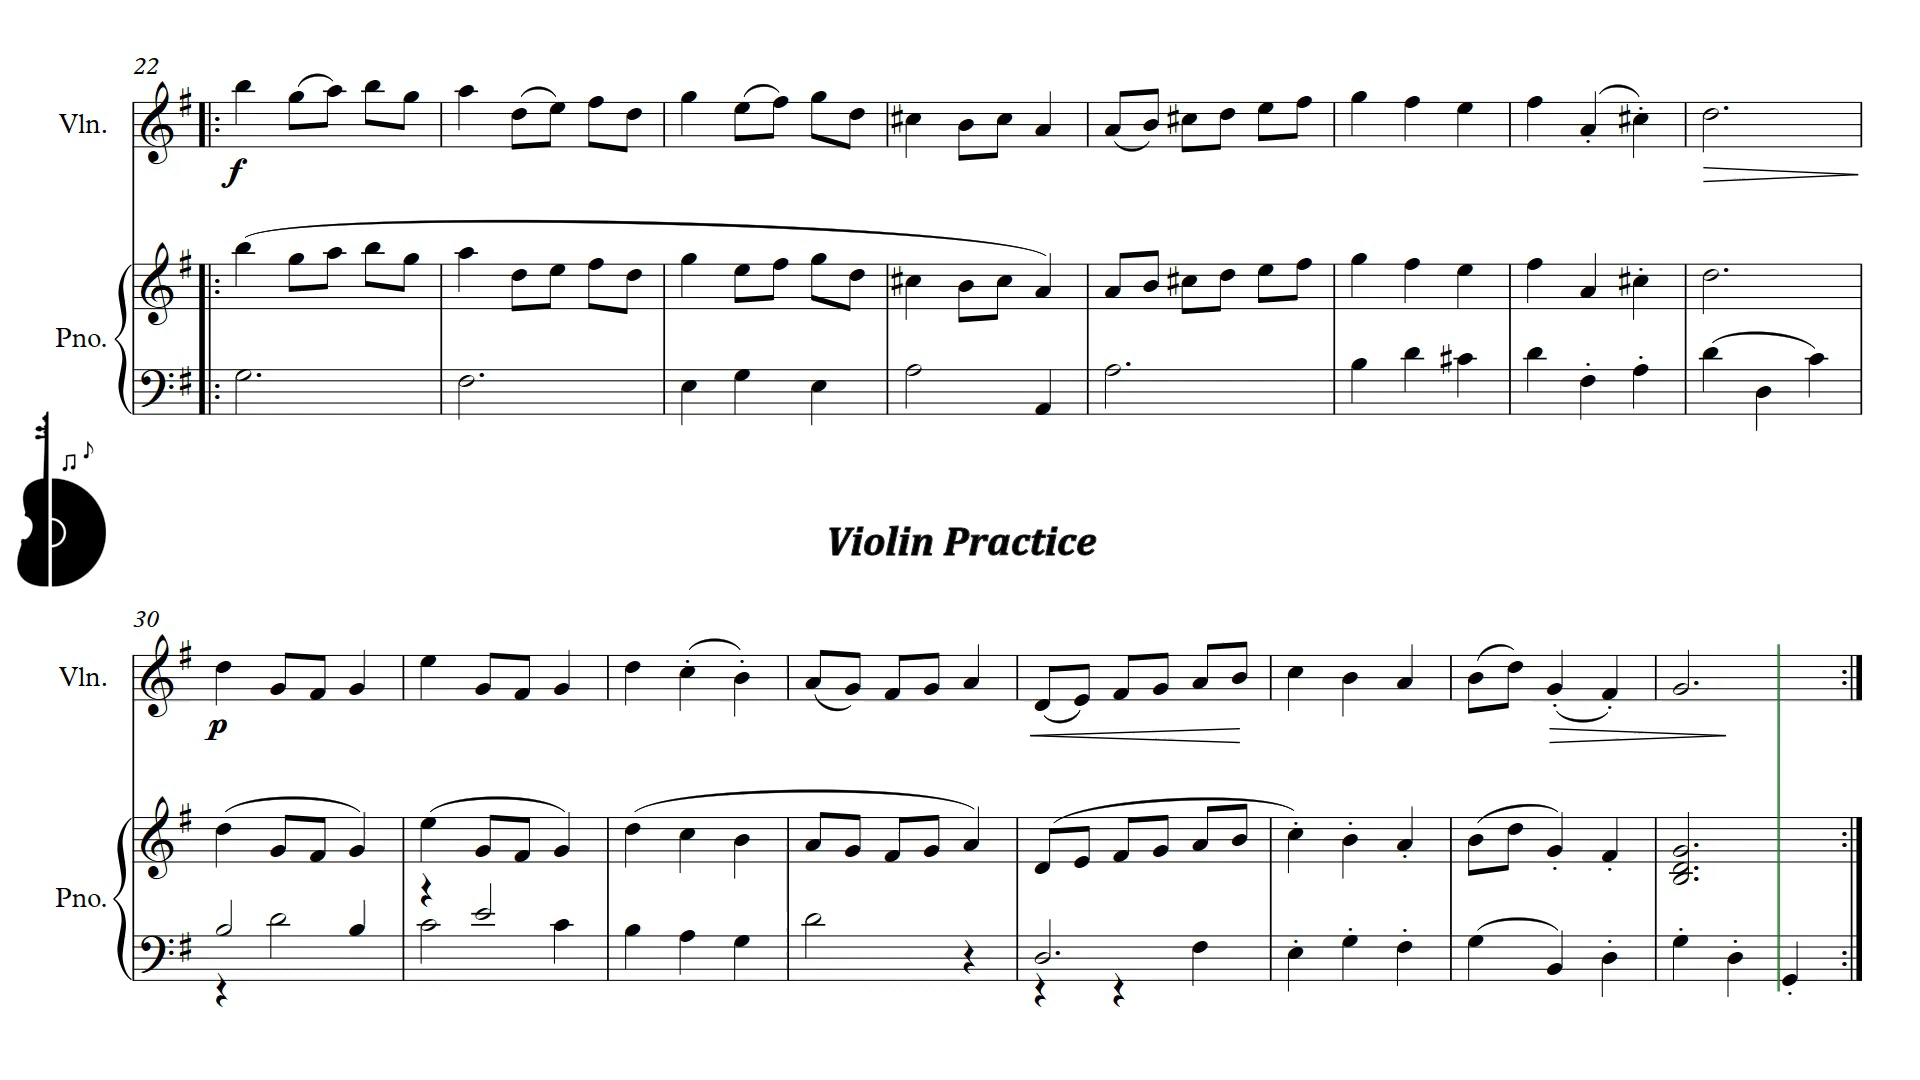 22
Vln.
f
Pno.
Violin Practice
30
Vln.
p
Pno.